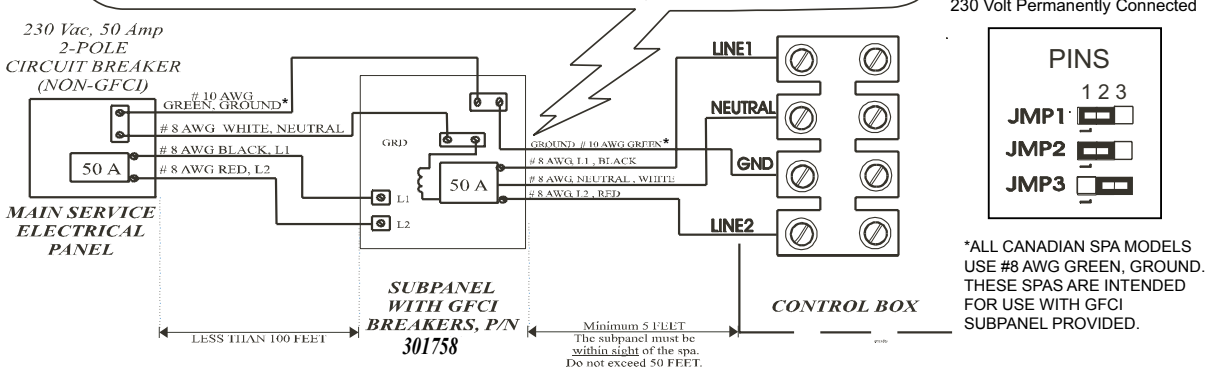 230 Volt Permanently Connected
230 Vac, 50 Amp
2-POLE
CIRCUIT BREAKER
(NON-GFCI)
# 10 AWG
GREEN, GROUND*
# 8 AWG WHITE, NEUTRAL
# 8 AWG BLACK, L1
# 8 AWG RED, L2
50 A
MAIN SERVICE
ELECTRICAL
PANEL
GRD
50 A
L1
L2
GROUND # 10 AWG GREEN*
# 8 AWG, L1 , BLACK
# 8 AWG, NEUTRAL , WHITE
# 8 AWG, L2 , RED
SUBPANEL
WITH GFCI
BREAKERS, P/N
301758
LESS THAN 100 FEET
Minimum 5 FEET
The subpanel must be
within sight of the spa.
Do not exceed 50 FEET.
LINE1
NEUTRAL
GND
LINE2
CONTROL BOX
PINS
1 2 3
JMP1
1
JMP2
1
JMP3
1
*ALL CANADIAN SPA MODELS
USE #8 AWG GREEN, GROUND.
THESE SPAS ARE INTENDED
FOR USE WITH GFCI
SUBPANEL PROVIDED.